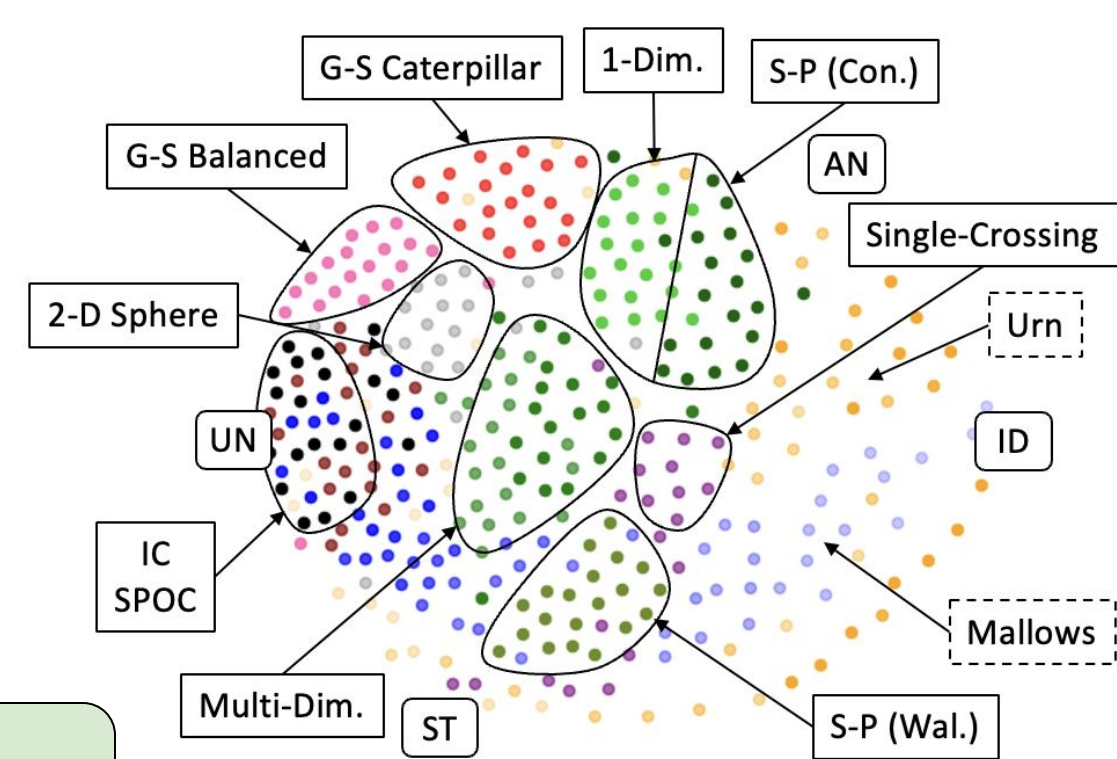 G-S Caterpillar
1-Dim.
S-P (Con.)
G-S Balanced
AN
Single-Crossing
2-D Sphere
Urn
UN
ID
IC
SPOC
Mallows
Multi-Dim.
ST
S-P (Wal.)